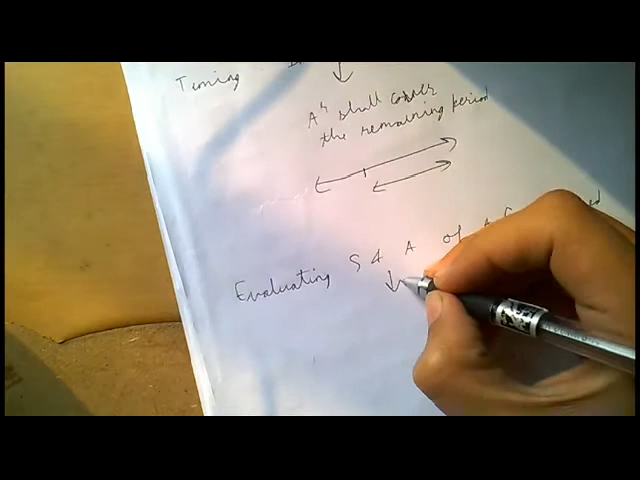 Timing
A's shall cover
the remaining period
Evaluating S & A of